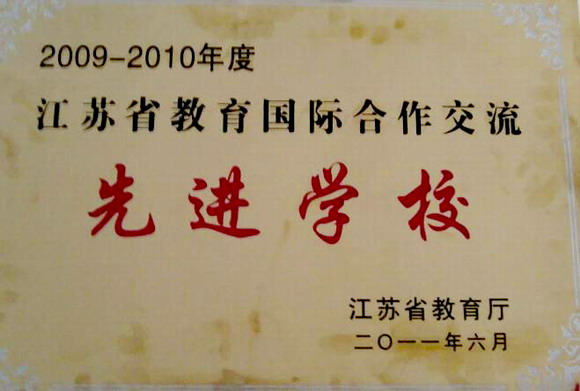 2009-2010年度
江苏省教育国际合作交流
先进学校
江苏省教育厅
二〇一一年六月